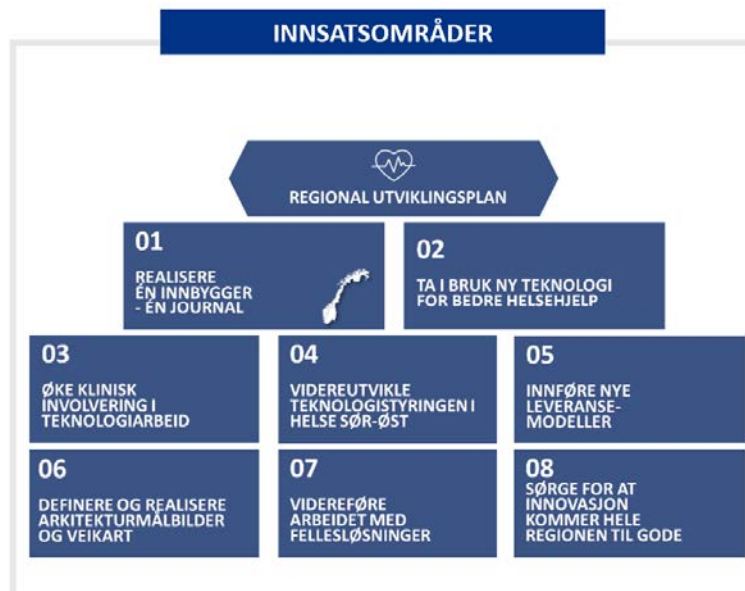 INNSATSOMRÅDER
REGIONAL UTVIKLINGSPLAN
01
REALISERE
ÉN INNBYGGER
- ÉN JOURNAL
02
TA I BRUK NY TEKNOLOGI
FOR BEDRE HELSEHJELP
03
ØKE KLINISK
INVOLVERING I
TEKNOLOGIARBEID
04
VIDEREUTVIKLE
TEKNOLOGISTYRINGEN I
HELSE SØR-ØST
05
INNFØRE NYE
LEVERANSE-
MODELLER
06
DEFINERE OG REALISERE
ARKITEKTURMÅLBILDER
OG VEIKART
07
VIDEREFØRE
ARBEIDET MED
FELLESLØSNINGER
08
SØRGE FOR AT
INNOVASJON
KOMMER HELE
REGIONEN TIL GODE